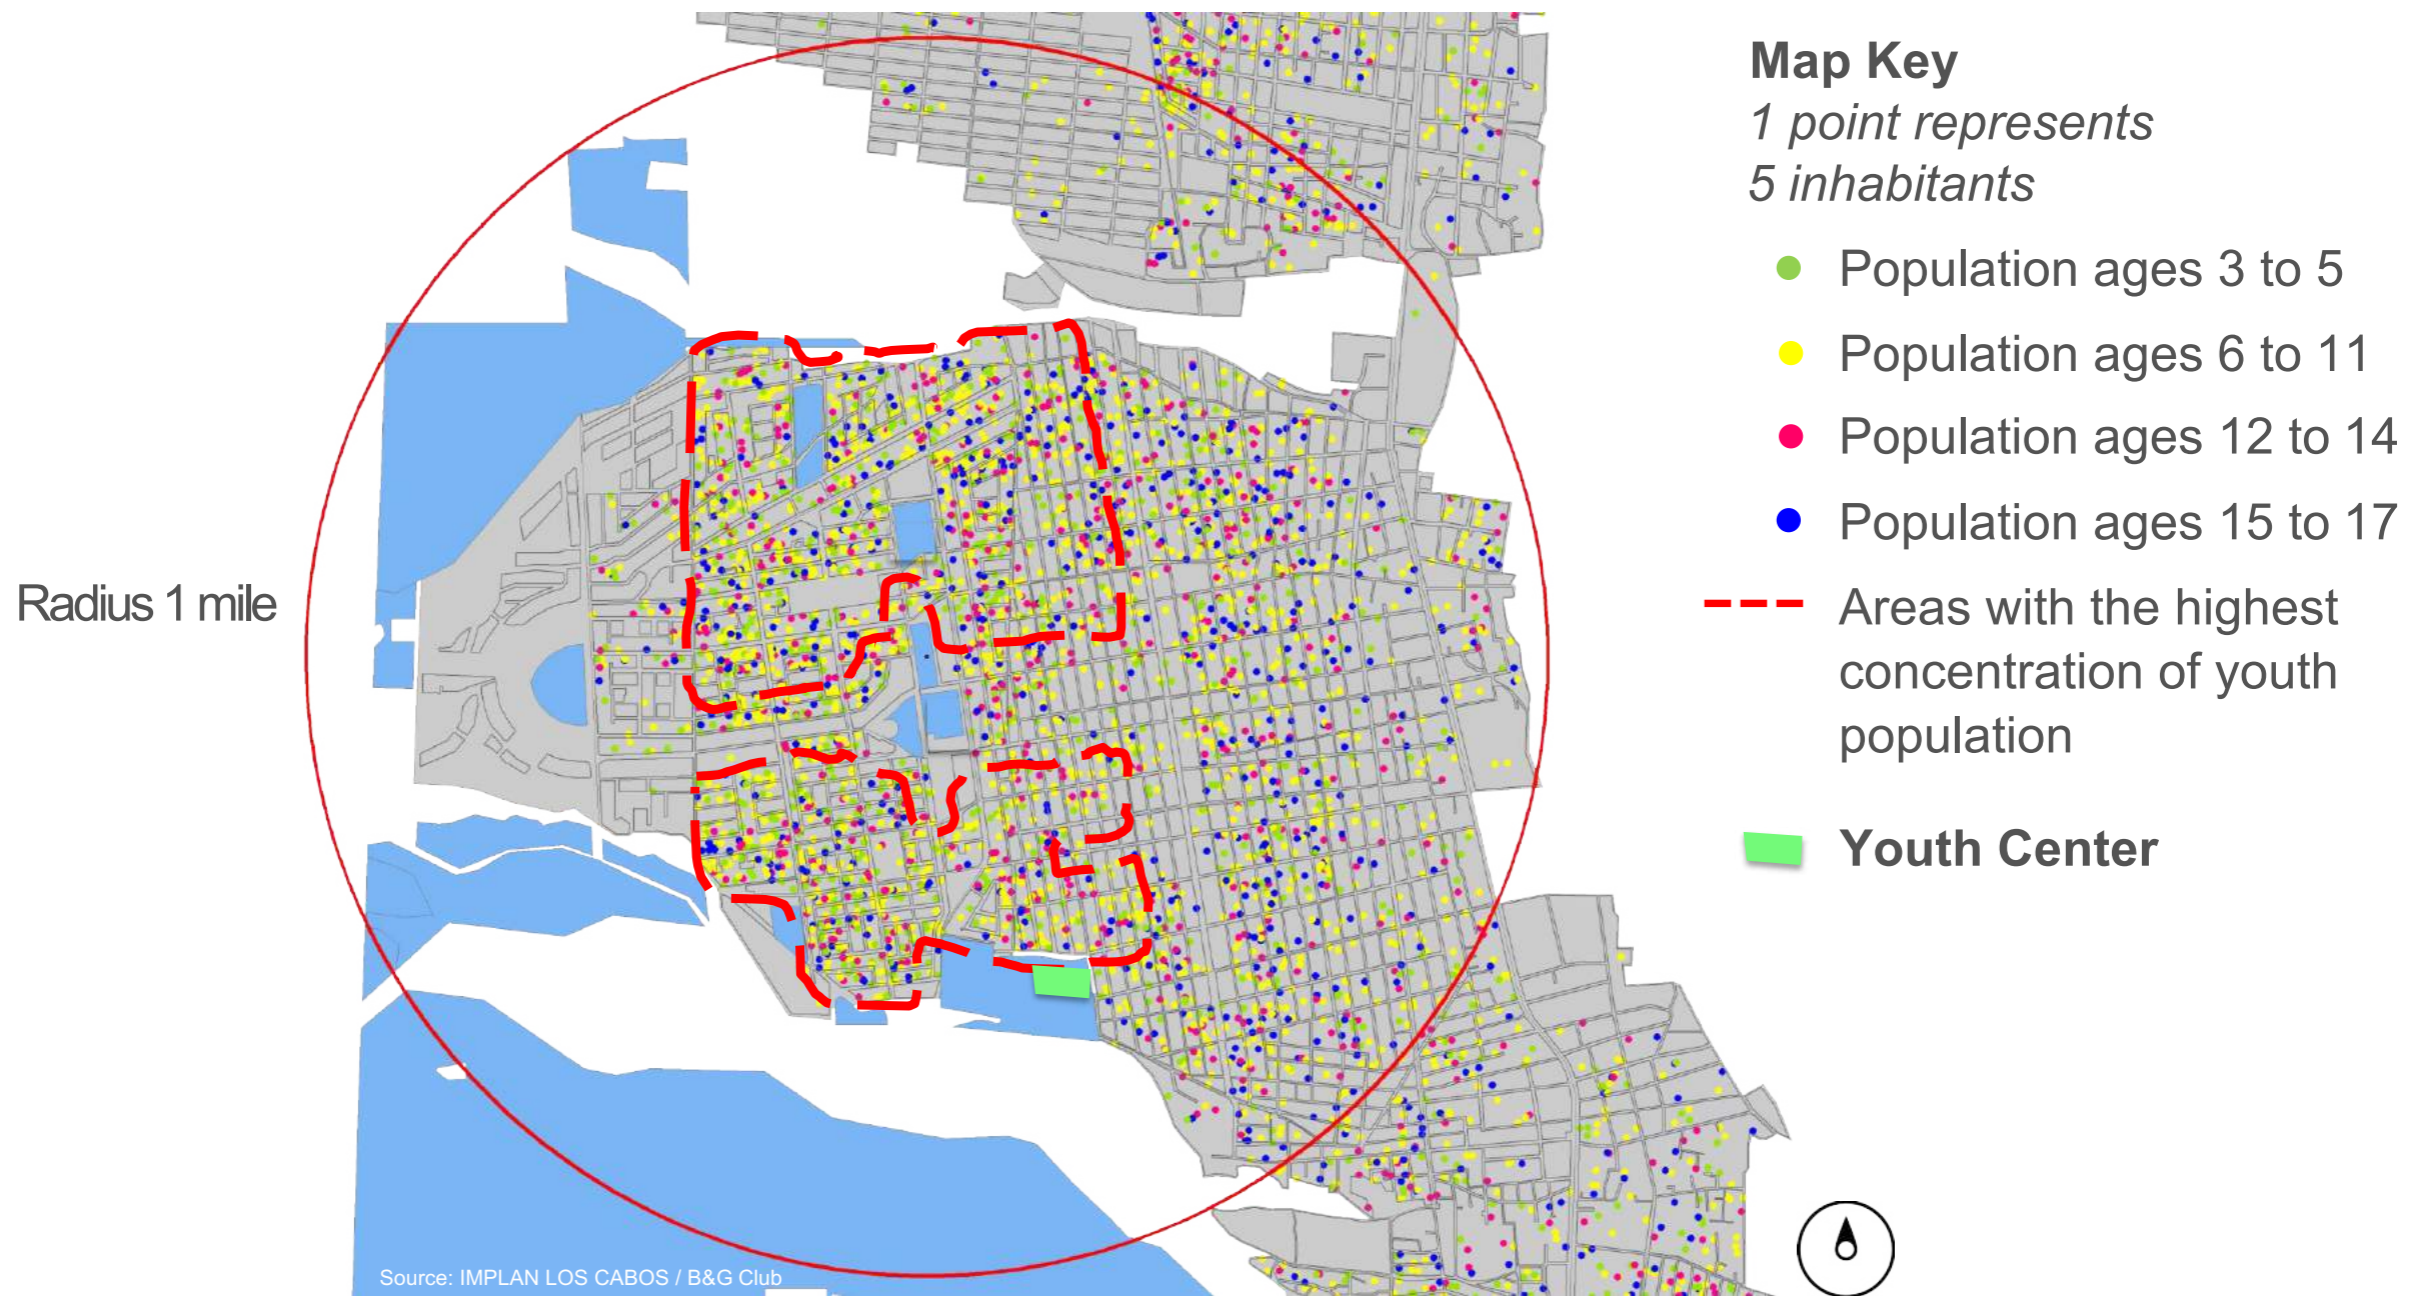 Map Key
1 point represents
5 inhabitants
Population ages 3 to 5
Population ages 6 to 11
Population ages 12 to 14
Population ages 15 to 17
Areas with the highest
concentration of youth
population
Youth Center
Radius 1 mile
Source: IMPLAN LOS CABOS / B&G Club